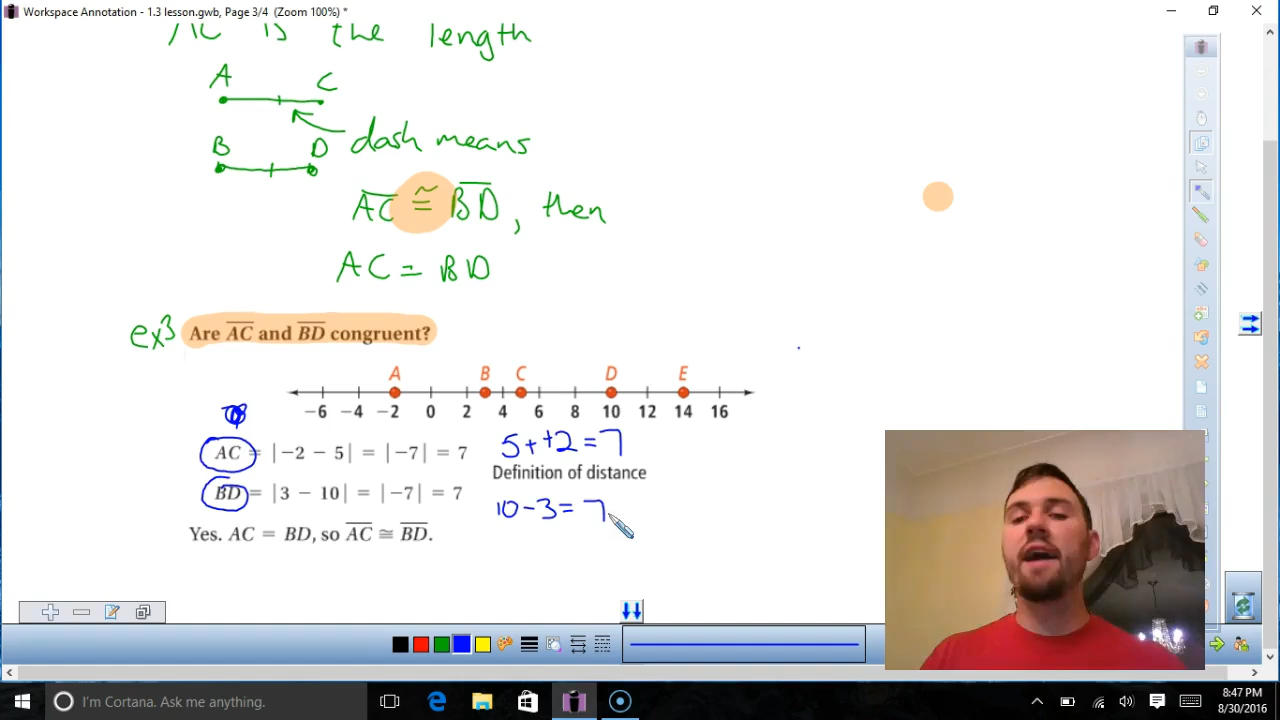 Workspace Annotation - 1.3 lesson.gwb, Page 3/4 (Zoom 100%) *
AC is the length
A C
B D dash means
AC ≅ BD, then
AC = BD
ex3 Are AC and BD congruent?
A B C D E
−6 −4 −2 0 2 4 6 8 10 12 14 16
AC = |−2 − 5| = |−7| = 7 5++2=7
Definition of distance
BD = |3 − 10| = |−7| = 7 10-3=7
Yes. AC = BD, so AC ≅ BD.
I'm Cortana. Ask me anything.
8:47 PM
8/30/2016